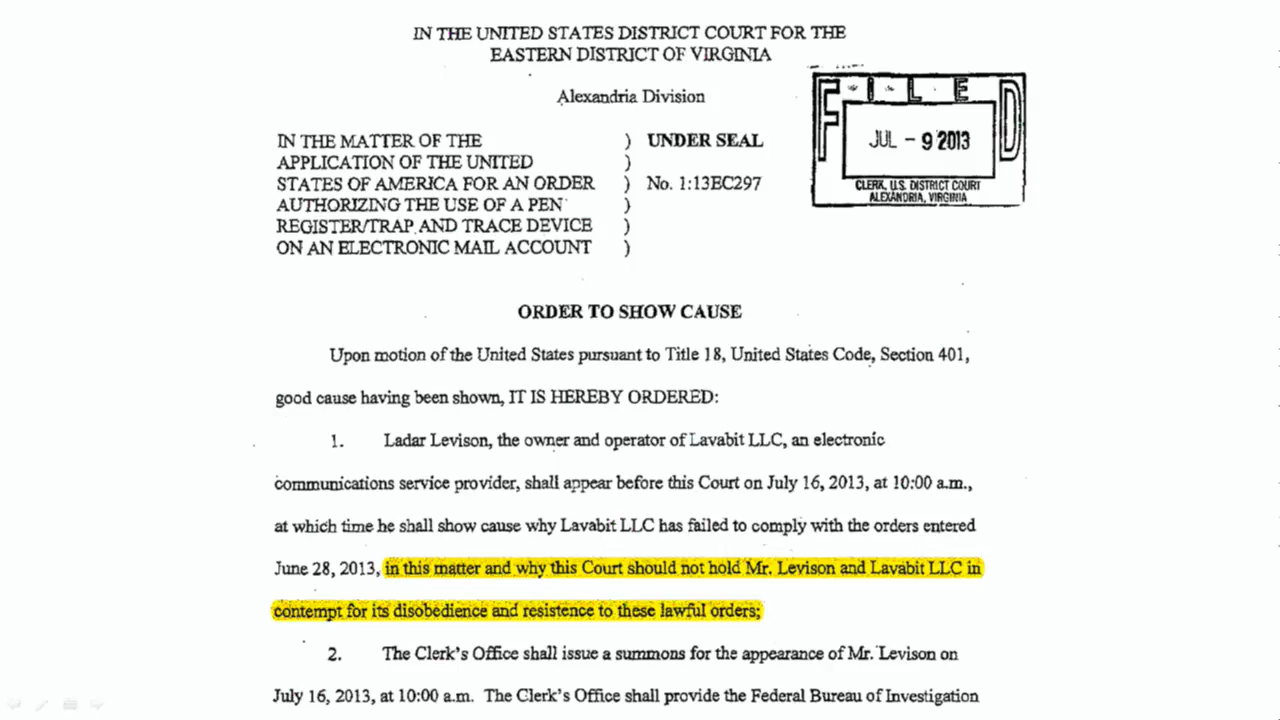 IN THE UNITED STATES DISTRICT COURT FOR THE
EASTERN DISTRICT OF VIRGINIA
Alexandria Division
FILED
JUL - 9 2013
CLERK, U.S. DISTRICT COURT
ALEXANDRIA, VIRGINIA
IN THE MATTER OF THE ) UNDER SEAL
APPLICATION OF THE UNITED )
STATES OF AMERICA FOR AN ORDER ) No. 1:13EC297
AUTHORIZING THE USE OF A PEN )
REGISTER/TRAP AND TRACE DEVICE )
ON AN ELECTRONIC MAIL ACCOUNT )
ORDER TO SHOW CAUSE
Upon motion of the United States pursuant to Title 18, United States Code, Section 401,
good cause having been shown, IT IS HEREBY ORDERED:
1. Ladar Levison, the owner and operator of Lavabit LLC, an electronic
communications service provider, shall appear before this Court on July 16, 2013, at 10:00 a.m.,
at which time he shall show cause why Lavabit LLC has failed to comply with the orders entered
June 28, 2013, in this matter and why this Court should not hold Mr. Levison and Lavabit LLC in
contempt for its disobedience and resistence to these lawful orders;
2. The Clerk's Office shall issue a summons for the appearance of Mr. Levison on
July 16, 2013, at 10:00 a.m. The Clerk's Office shall provide the Federal Bureau of Investigation